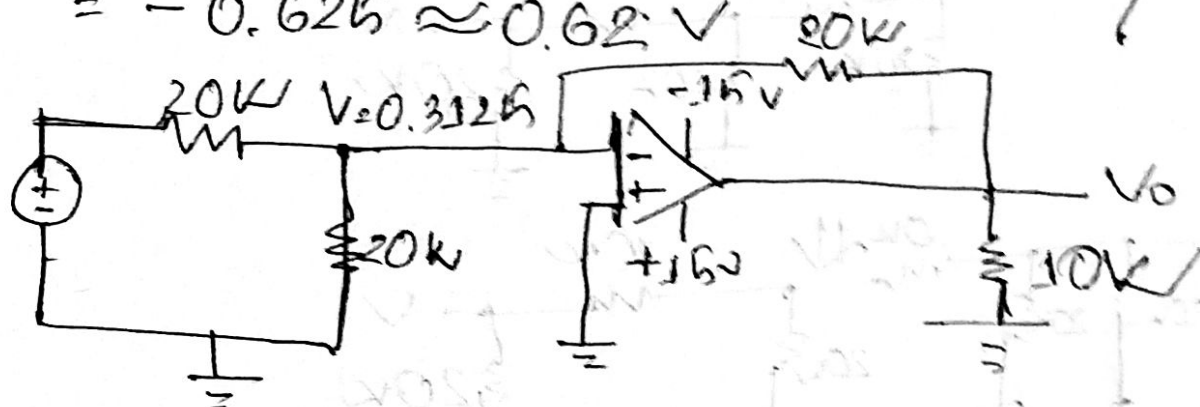 = - 0.625 ≈ 0.62 V
20K
20K V=0.3125
-15v
+
-
-
+
Vo
20K
+15v
10K